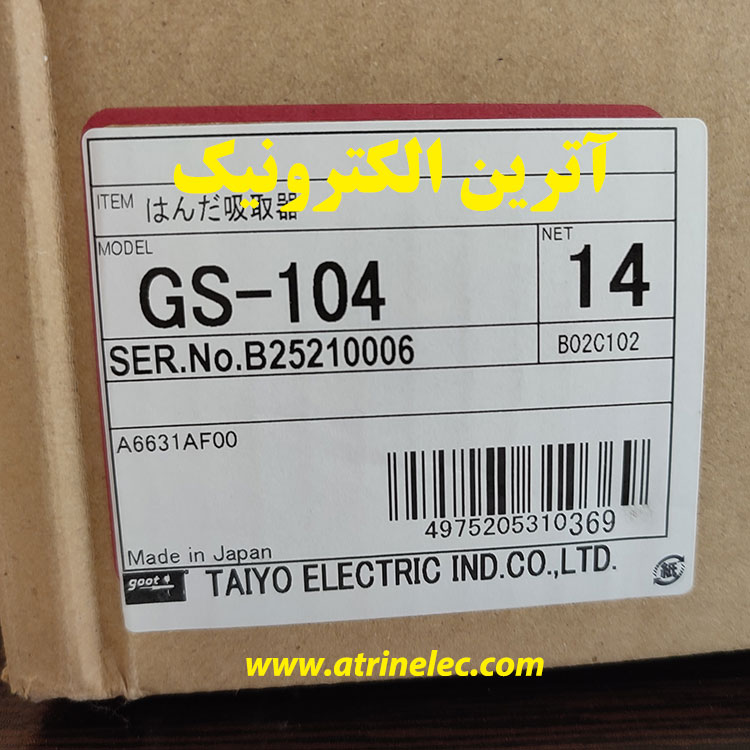 آترین الکترونیک
ITEM はんだ吸取器
MODEL
GS-104
NET
14
SER.No.B25210006
B02C102
A6631AF00
4975205310369
Made in Japan
goot
TAIYO ELECTRIC IND.CO.,LTD.
紙
www.atrinelec.com